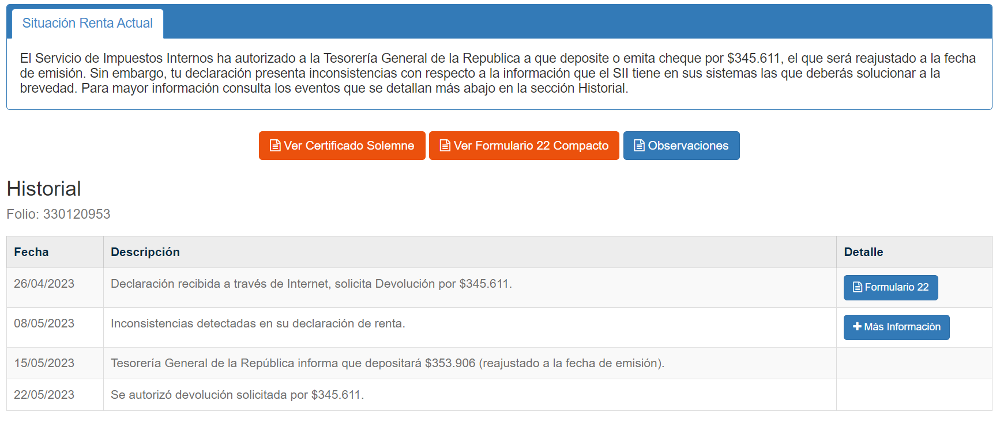 Situación Renta Actual
El Servicio de Impuestos Internos ha autorizado a la Tesorería General de la Republica a que deposite o emita cheque por $345.611, el que será reajustado a la fecha
de emisión. Sin embargo, tu declaración presenta inconsistencias con respecto a la información que el SII tiene en sus sistemas las que deberás solucionar a la
brevedad. Para mayor información consulta los eventos que se detallan más abajo en la sección Historial.
Ver Certificado Solemne Ver Formulario 22 Compacto Observaciones
Historial
Folio: 330120953
Fecha Descripción Detalle
26/04/2023 Declaración recibida a través de Internet, solicita Devolución por $345.611. Formulario 22
08/05/2023 Inconsistencias detectadas en su declaración de renta. Más Información
15/05/2023 Tesorería General de la República informa que depositará $353.906 (reajustado a la fecha de emisión).
22/05/2023 Se autorizó devolución solicitada por $345.611.